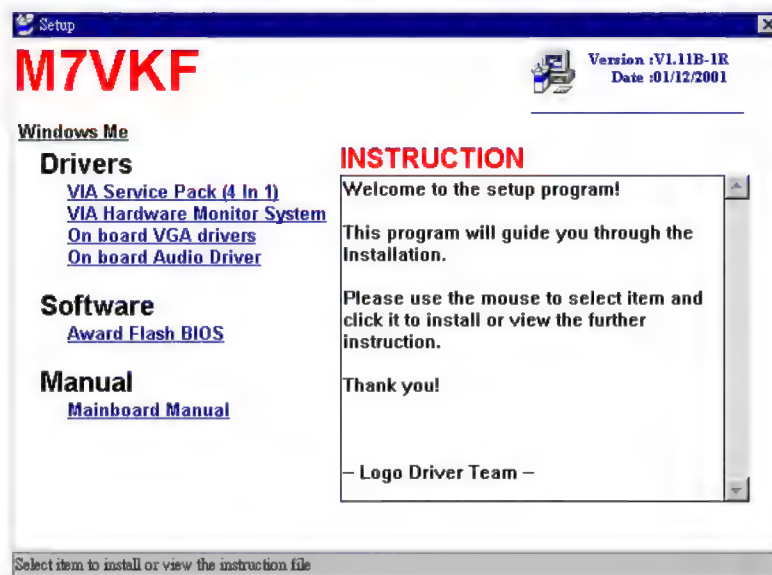 Setup
M7VKF
Version :V1.11B-1R
Date :01/12/2001
Windows Me
Drivers
VIA Service Pack (4 In 1)
VIA Hardware Monitor System
On board VGA drivers
On board Audio Driver
Software
Award Flash BIOS
Manual
Mainboard Manual
INSTRUCTION
Welcome to the setup program!
This program will guide you through the
Installation.
Please use the mouse to select item and
click it to install or view the further
instruction.
Thank you!
– Logo Driver Team –
Select item to install or view the instruction file